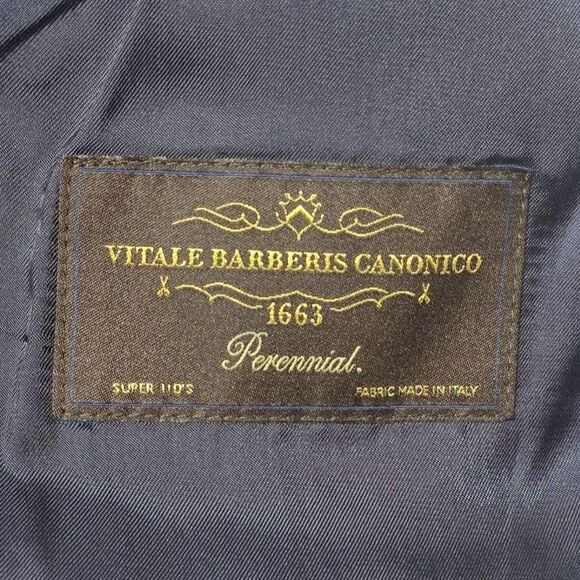 VITALE BARBERIS CANONICO
1663
Perennial.
SUPER 110'S
FABRIC MADE IN ITALY